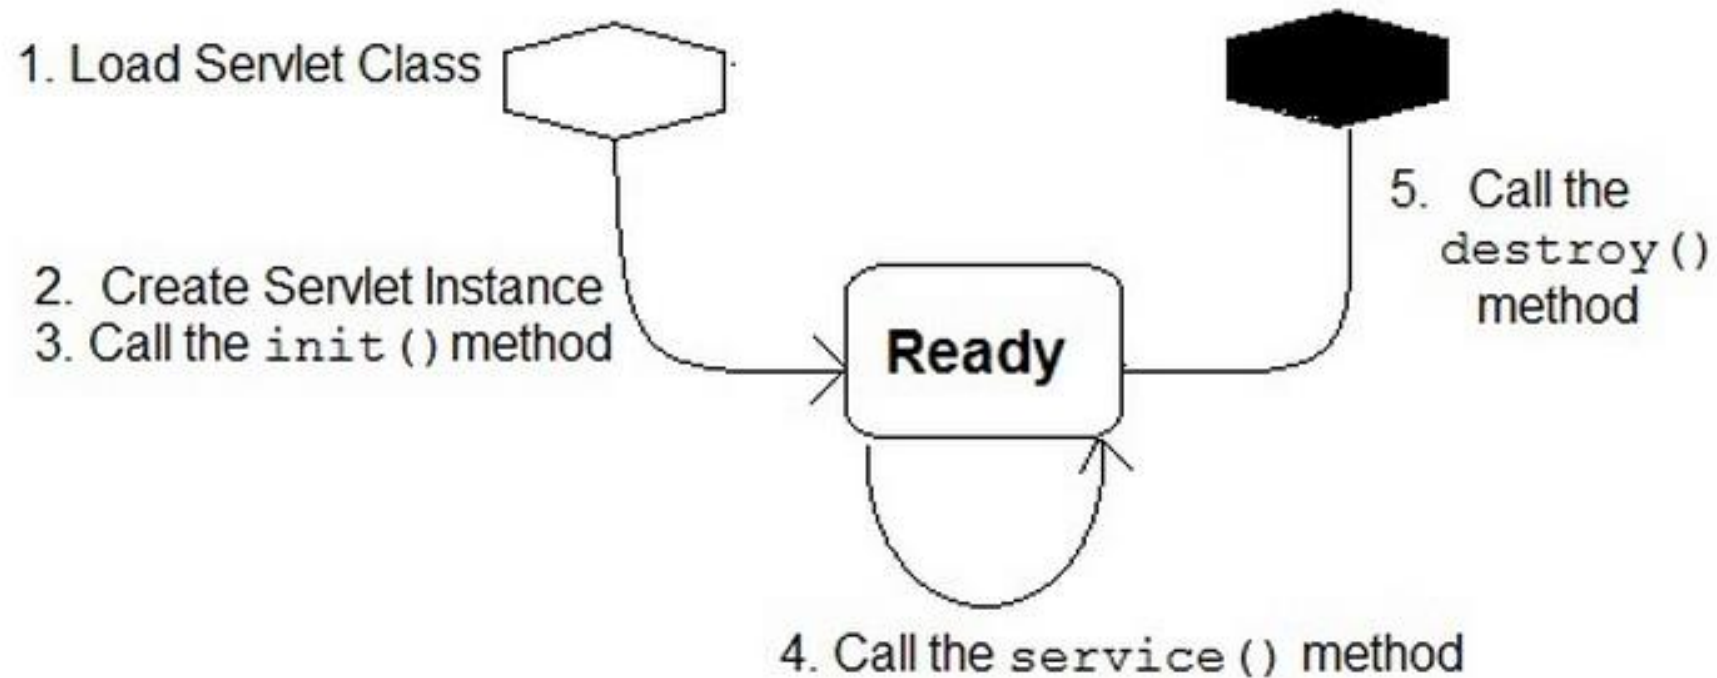 1. Load Servlet Class
2. Create Servlet Instance
3. Call the init() method
Ready
4. Call the service() method
5. Call the
destroy()
method